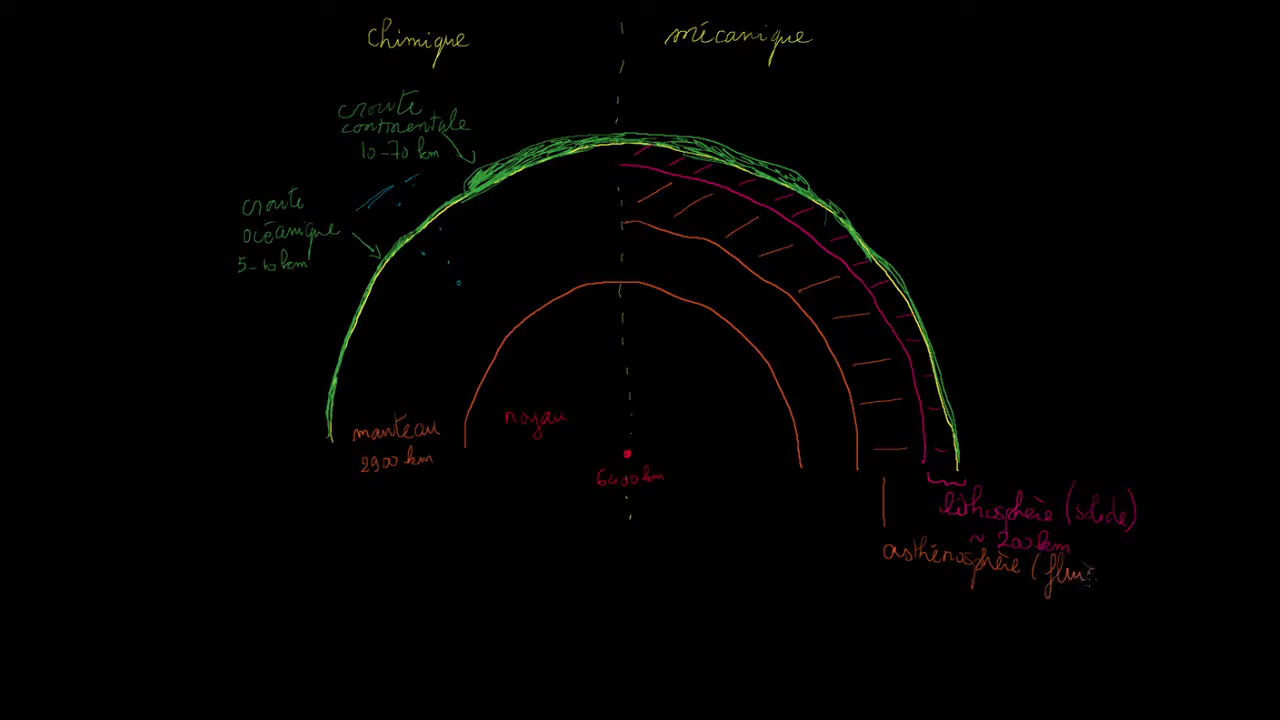 chimique
mécanique
croute
continentale
10-70 km
croute
océanique
5-10 km
manteau
2900 km
noyau
6400 km
lithosphère (solide)
~ 200 km
asthénosphère (flui